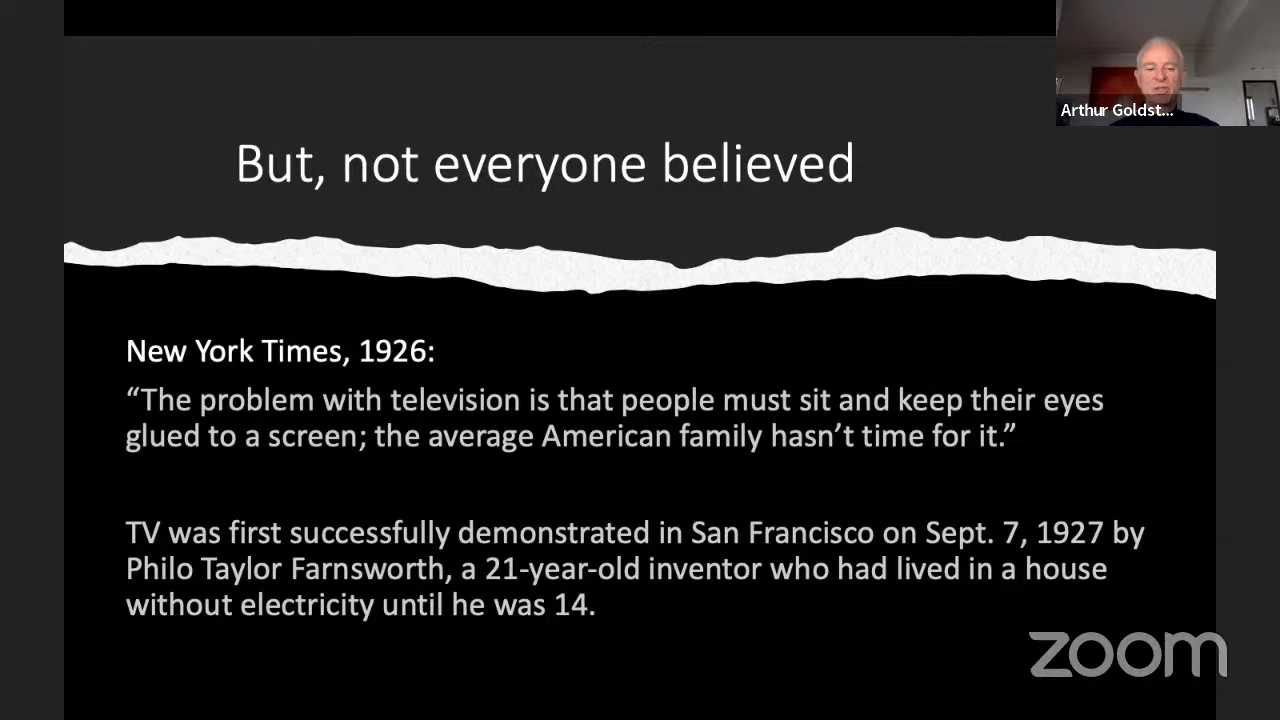 Arthur Goldst...
But, not everyone believed
New York Times, 1926:
“The problem with television is that people must sit and keep their eyes
glued to a screen; the average American family hasn’t time for it.”
TV was first successfully demonstrated in San Francisco on Sept. 7, 1927 by
Philo Taylor Farnsworth, a 21-year-old inventor who had lived in a house
without electricity until he was 14.
zoom